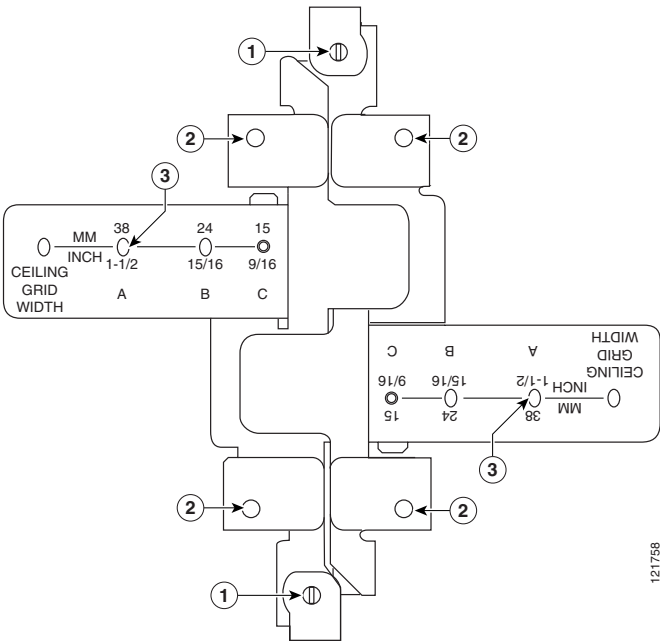 1
2
2
3
MM 38 24 15
INCH 1-1/2 15/16 9/16
CEILING
GRID
WIDTH
A B C
CEILING
GRID
WIDTH
A B C
INCH 1-1/2 15/16 9/16
MM 38 24 15
3
2
2
1
121758